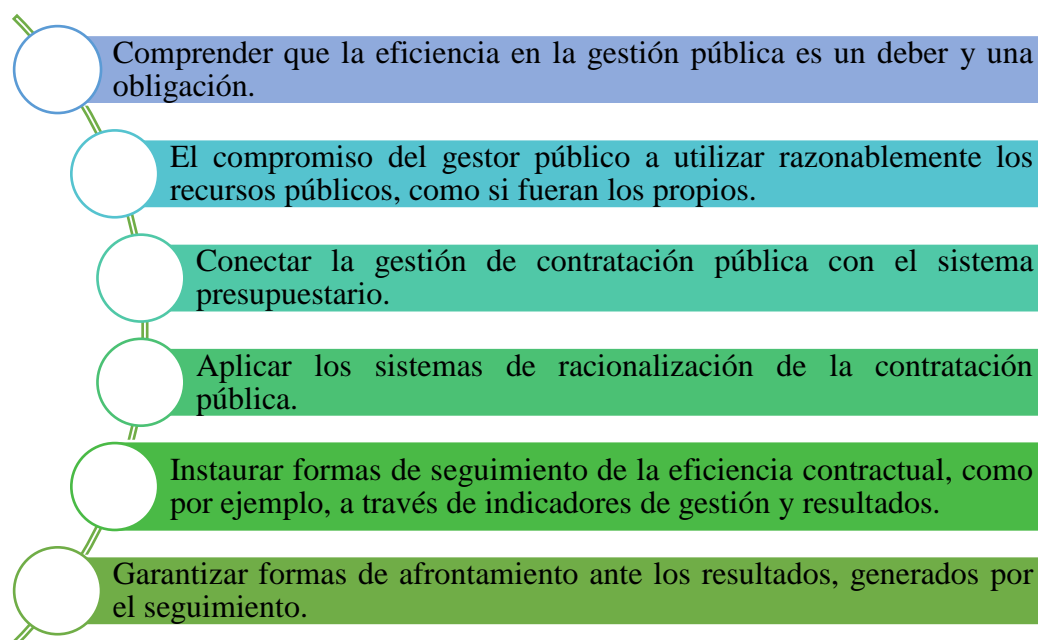 Comprender que la eficiencia en la gestión pública es un deber y una
obligación.
El compromiso del gestor público a utilizar razonablemente los
recursos públicos, como si fueran los propios.
Conectar la gestión de contratación pública con el sistema
presupuestario.
Aplicar los sistemas de racionalización de la contratación
pública.
Instaurar formas de seguimiento de la eficiencia contractual, como
por ejemplo, a través de indicadores de gestión y resultados.
Garantizar formas de afrontamiento ante los resultados, generados por
el seguimiento.